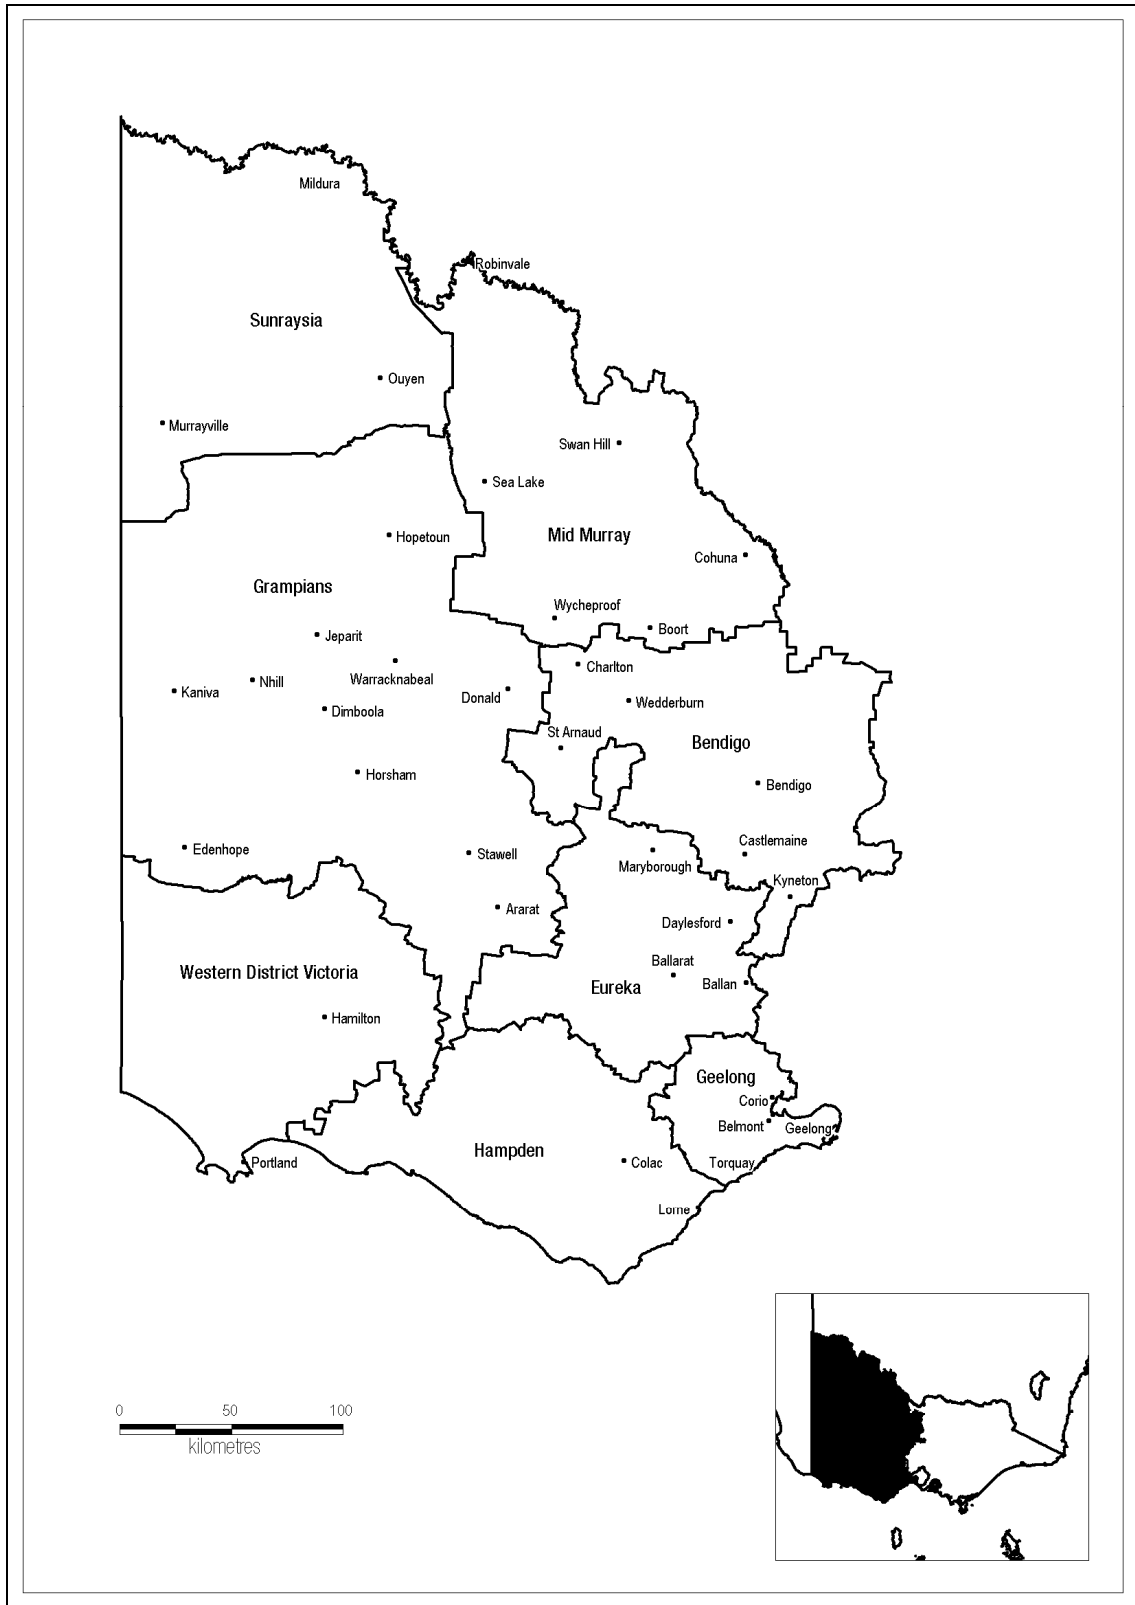 Mildura
Robinvale
Sunraysia
Ouyen
Murrayville
Swan Hill
Sea Lake
Mid Murray
Hopetoun
Cohuna
Grampians
Wycheproof
Boort
Jeparit
Charlton
Warracknabeal
Nhill
Kaniva
Donald
Wedderburn
Dimboola
St Arnaud
Bendigo
Horsham
Bendigo
Castlemaine
Edenhope
Stawell
Maryborough
Kyneton
Ararat
Daylesford
Ballarat
Western District Victoria
Ballan
Eureka
Hamilton
Geelong
Corio
Belmont
Geelong
Hampden
Portland
Colac
Torquay
Lorne
0 50 100
kilometres